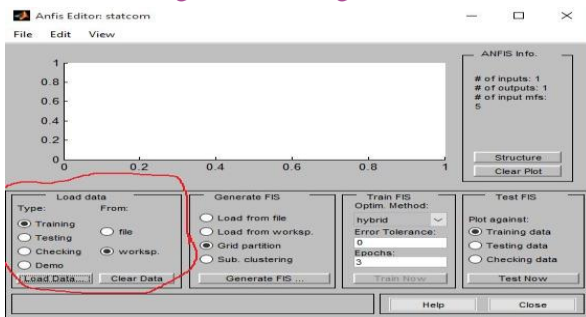 Anfis Editor: statcom
File Edit View
1
0.8
0.6
0.4
0.2
0
0 0.2 0.4 0.6 0.8 1
ANFIS Info.
# of inputs: 1
# of outputs: 1
# of input mfs:
5
Structure
Clear Plot
Load data
Type: From:
Training
Testing
Checking
Demo
file
worksp.
Load Data...
Clear Data
Generate FIS
Load from file
Load from worksp.
Grid partition
Sub. clustering
Generate FIS ...
Train FIS
Optim. Method:
hybrid
Error Tolerance:
0
Epochs:
3
Train Now
Test FIS
Plot against:
Training data
Testing data
Checking data
Test Now
Help
Close